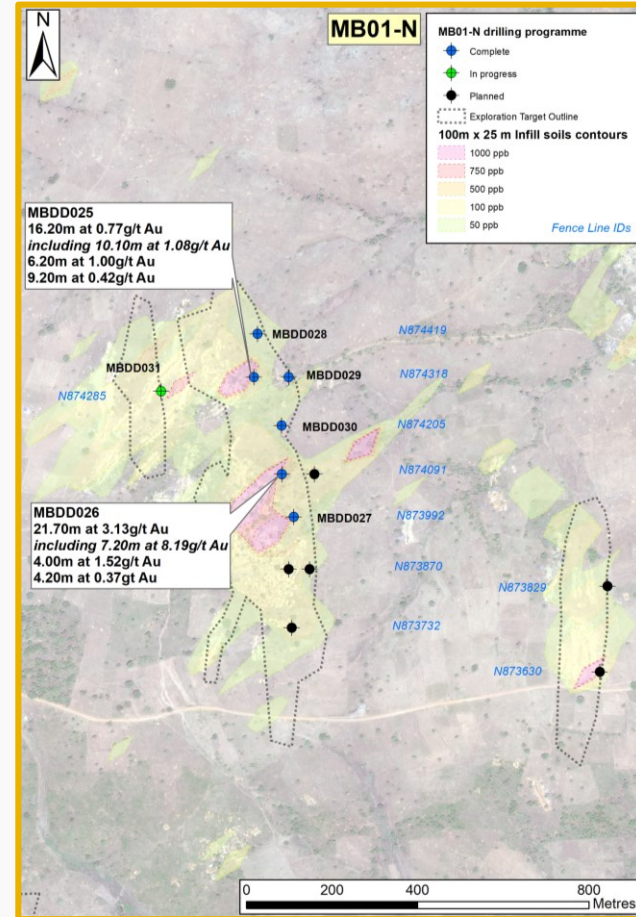 N
MB01-N
MB01-N drilling programme
Complete
In progress
Planned
Exploration Target Outline
100m x 25 m Infill soils contours
1000 ppb
750 ppb
500 ppb
100 ppb
50 ppb
Fence Line IDs
MBDD025
16.20m at 0.77g/t Au
including 10.10m at 1.08g/t Au
6.20m at 1.00g/t Au
9.20m at 0.42g/t Au
MBDD028
N874419
MBDD031
MBDD029
N874318
N874285
MBDD030
N874205
N874091
MBDD026
21.70m at 3.13g/t Au
including 7.20m at 8.19g/t Au
4.00m at 1.52g/t Au
4.20m at 0.37gt Au
MBDD027
N873992
N873870
N873829
N873732
N873630
0 200 400 800
Metres